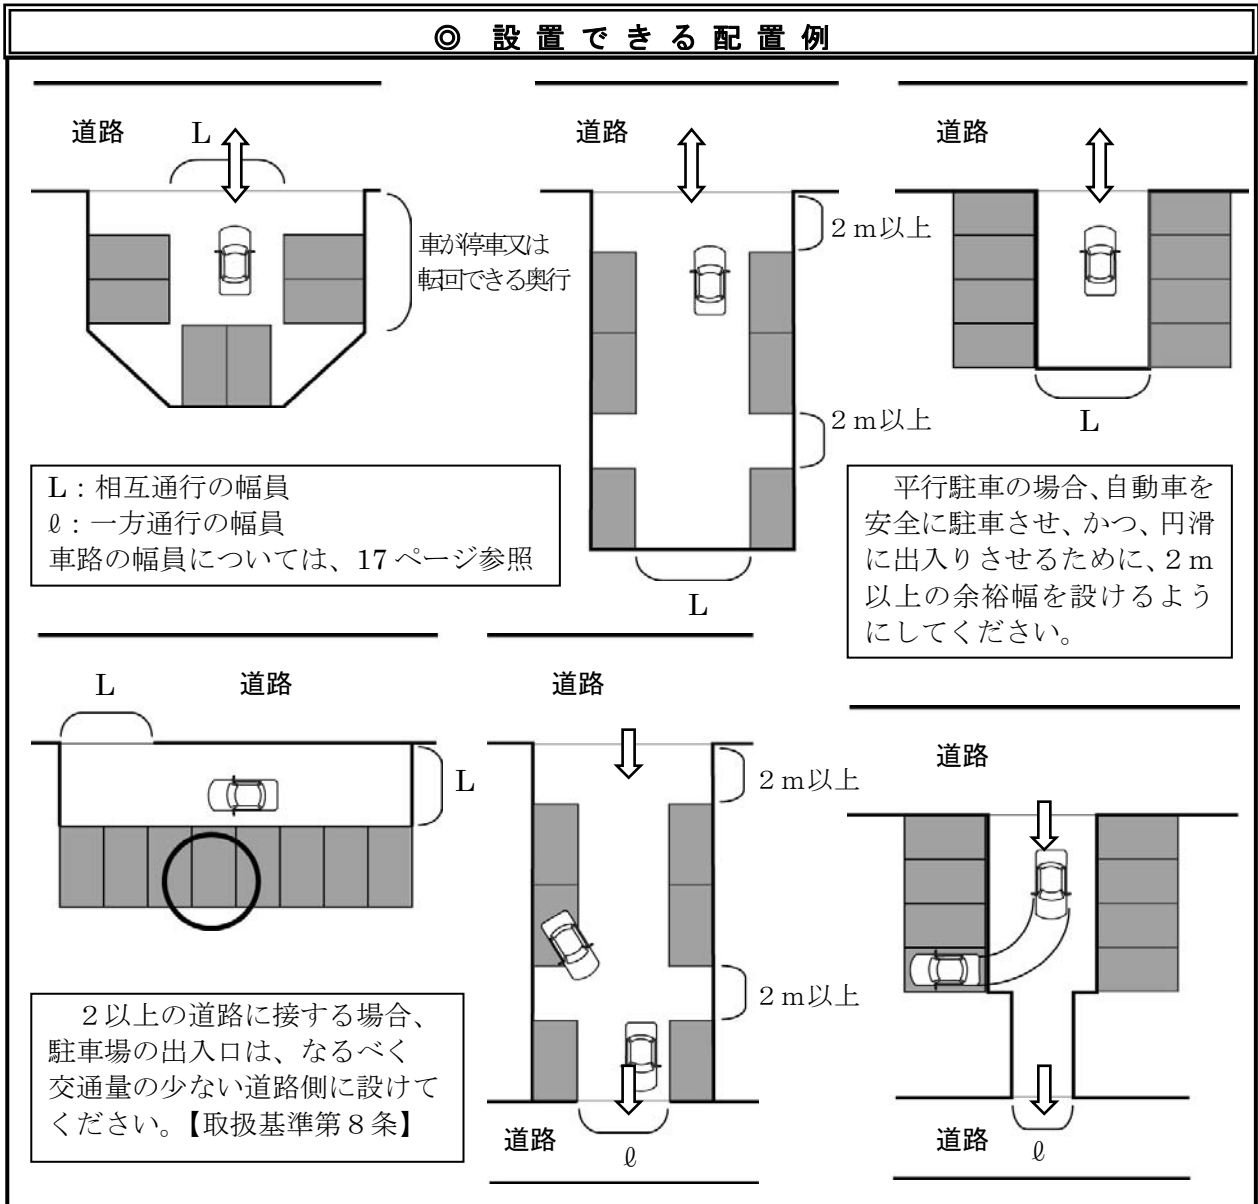 ◎ 設置できる配置例
道路
L
車が停車又は
転回できる奥行
道路
2m以上
2m以上
L
道路
L
L:相互通行の幅員
ℓ:一方通行の幅員
車路の幅員については、17ページ参照
平行駐車の場合、自動車を
安全に駐車させ、かつ、円滑
に出入りさせるために、2m
以上の余裕幅を設けるよう
にしてください。
L
道路
L
2以上の道路に接する場合、
駐車場の出入口は、なるべく
交通量の少ない道路側に設けて
ください。【取扱基準第8条】
道路
2m以上
2m以上
道路
ℓ
道路
道路
ℓ